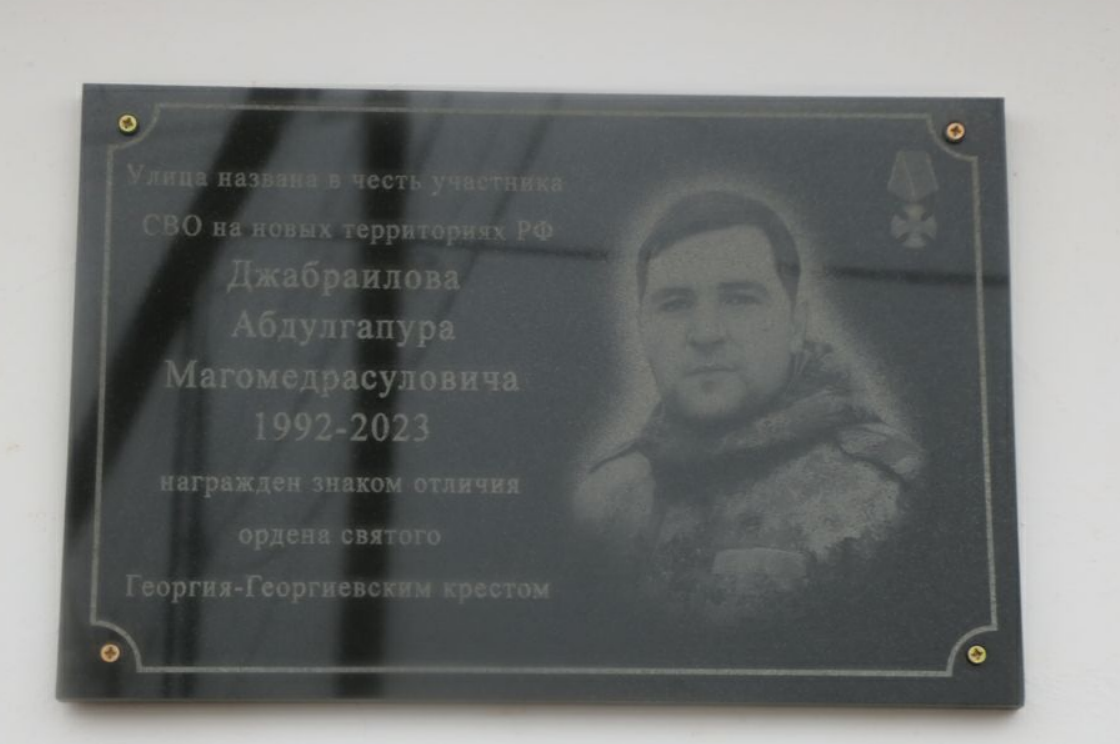 Улица названа в честь участника
СВО на новых территориях РФ
Джабраилова
Абдулгапура
Магомедрасуловича
1992-2023
награжден знаком отличия
ордена святого
Георгия-Георгиевским крестом